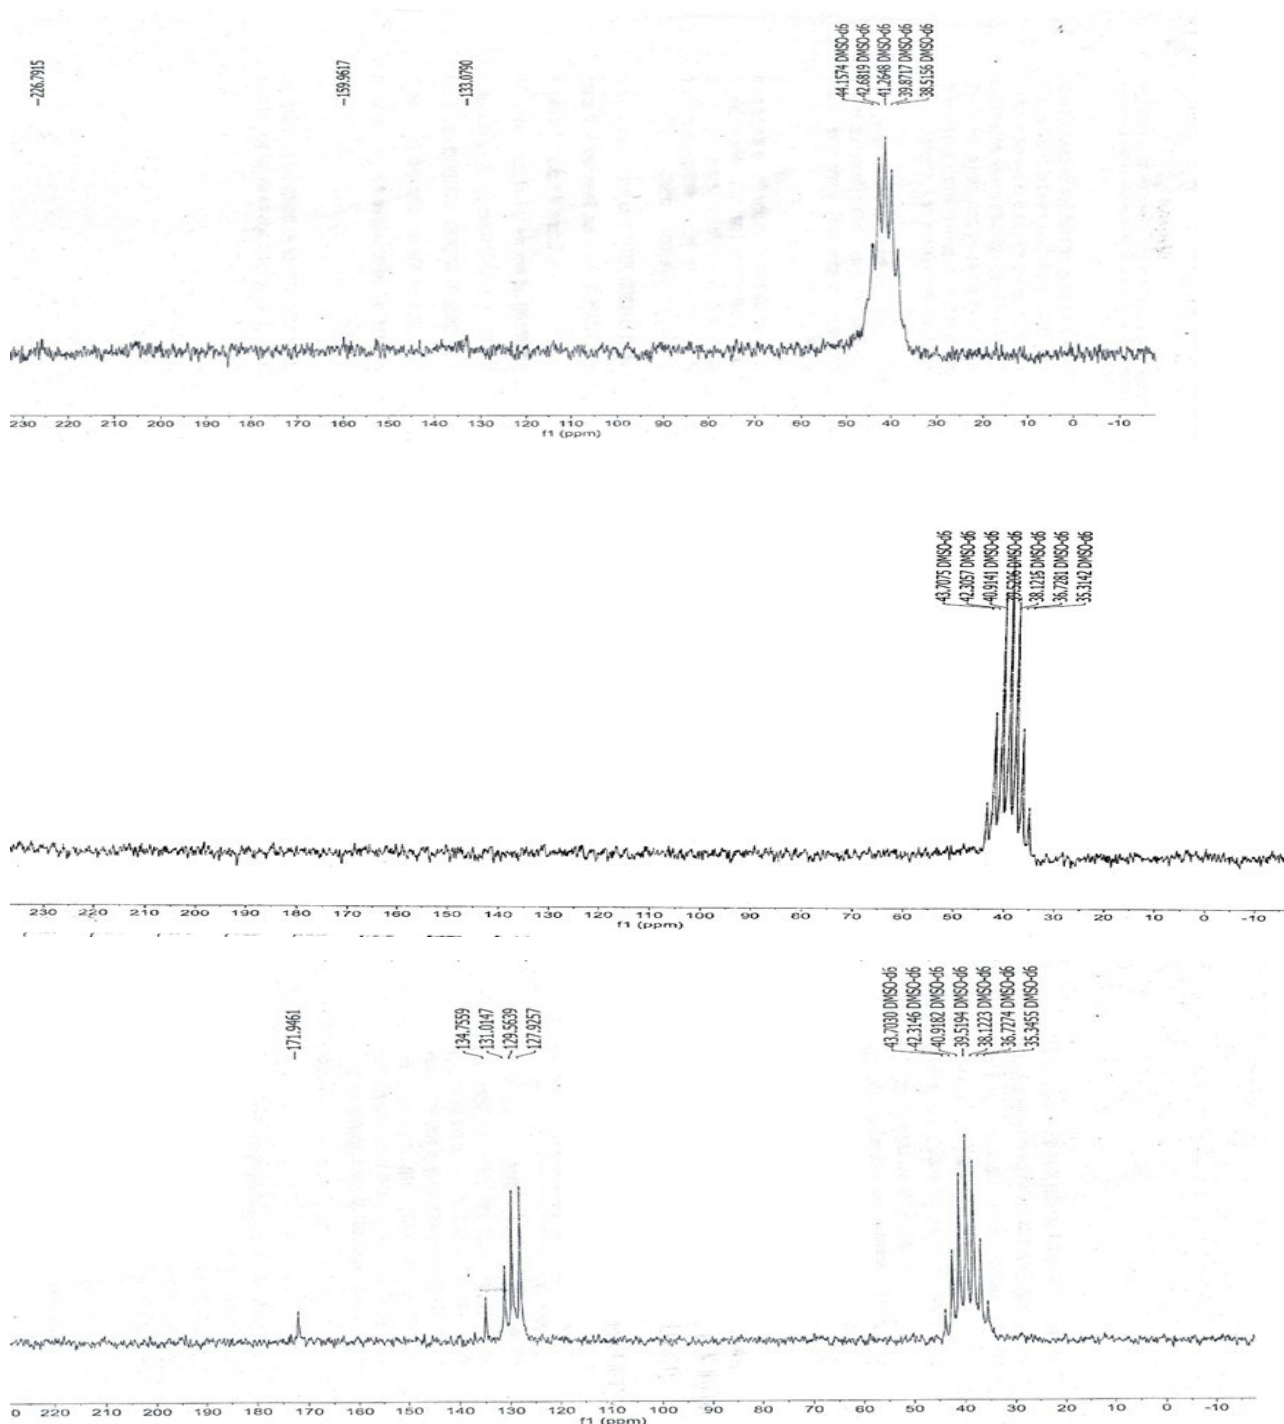 -226.7915
-159.9617
-133.0790
44.1574 DMSO-d6
42.6819 DMSO-d6
41.2648 DMSO-d6
39.8717 DMSO-d6
38.5156 DMSO-d6
230 220 210 200 190 180 170 160 150 140 130 120 110 100 90 80 70 60 50 40 30 20 10 0 -10
f1 (ppm)
43.7075 DMSO-d6
42.3057 DMSO-d6
40.9141 DMSO-d6
39.5206 DMSO-d6
38.1216 DMSO-d6
36.7281 DMSO-d6
35.3142 DMSO-d6
230 220 210 200 190 180 170 160 150 140 130 120 110 100 90 80 70 60 50 40 30 20 10 0 -10
f1 (ppm)
-171.9461
134.7559
131.0147
129.5639
127.9257
43.7030 DMSO-d6
42.3146 DMSO-d6
40.9182 DMSO-d6
39.5194 DMSO-d6
38.1223 DMSO-d6
36.7274 DMSO-d6
35.3455 DMSO-d6
0 220 210 200 190 180 170 160 150 140 130 120 110 100 90 80 70 60 50 40 30 20 10 0 -10
f1 (ppm)